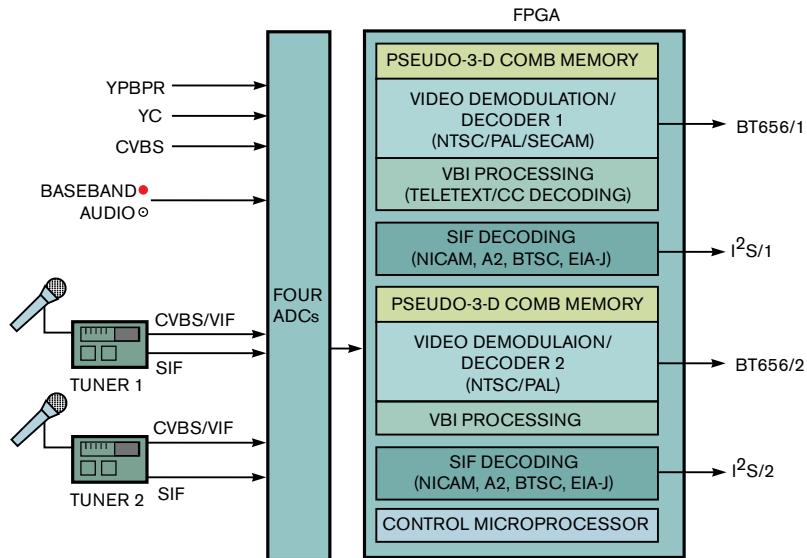 FPGA
YPBPR
YC
CVBS
BASEBAND
AUDIO
CVBS/VIF
SIF
TUNER 1
CVBS/VIF
SIF
TUNER 2
FOUR
ADCs
PSEUDO-3-D COMB MEMORY
VIDEO DEMODULATION/
DECODER 1
(NTSC/PAL/SECAM)
VBI PROCESSING
(TELETEXT/CC DECODING)
SIF DECODING
(NICAM, A2, BTSC, EIA-J)
PSEUDO-3-D COMB MEMORY
VIDEO DEMODULAION/
DECODER 2
(NTSC/PAL)
VBI PROCESSING
SIF DECODING
(NICAM, A2, BTSC, EIA-J)
CONTROL MICROPROCESSOR
BT656/1
I²S/1
BT656/2
I²S/2